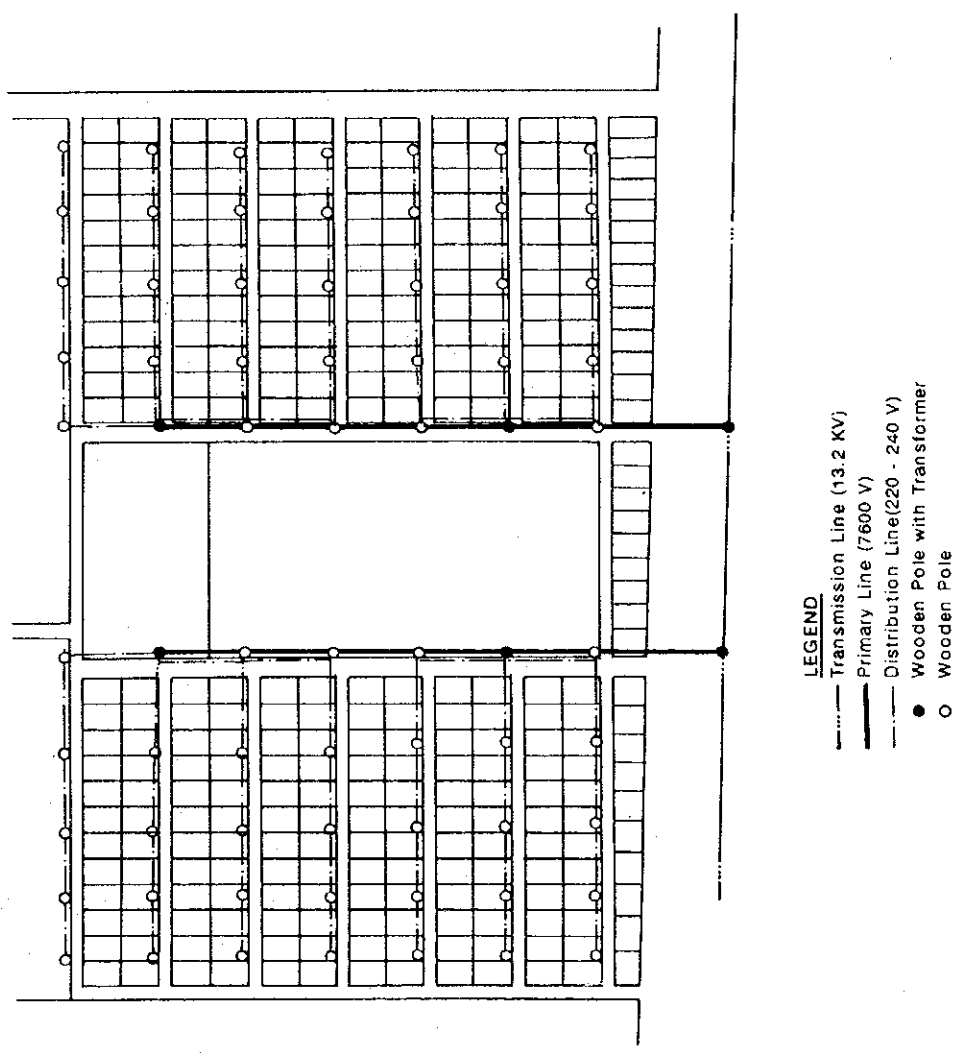 LEGEND
Transmission Line (13.2 KV)
Primary Line (7600 V)
Distribution Line(220 - 240 V)
Wooden Pole with Transformer
Wooden Pole